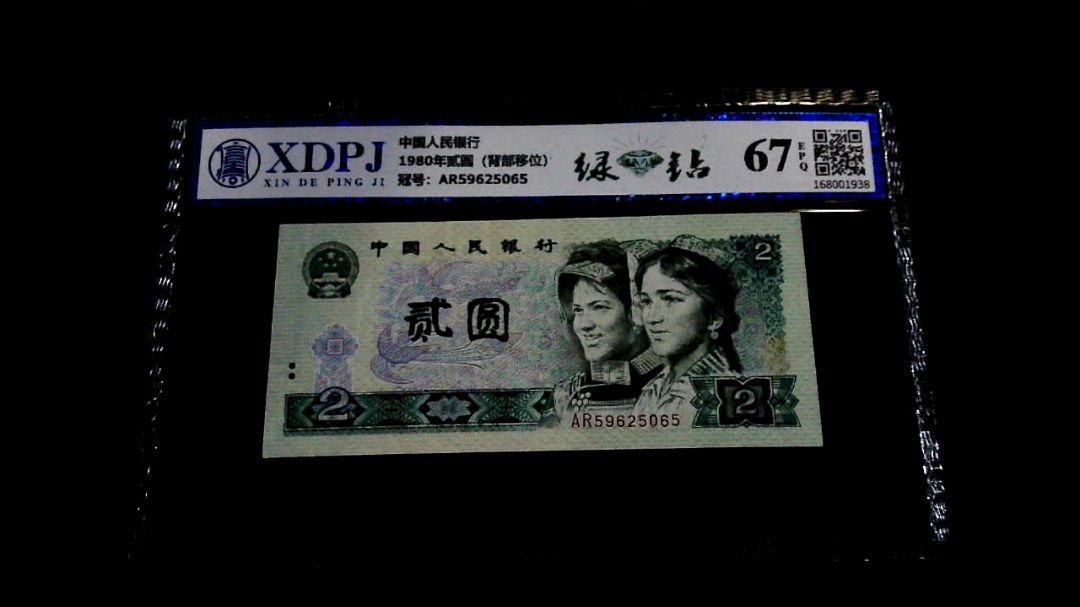 XDPJ
XIN DE PING JI
中国人民银行
1980年贰圆（背部移位）
冠号：AR59625065
绿 钻
67
EPQ
168001938
中国人民银行
2
贰圆
2
2
AR59625065